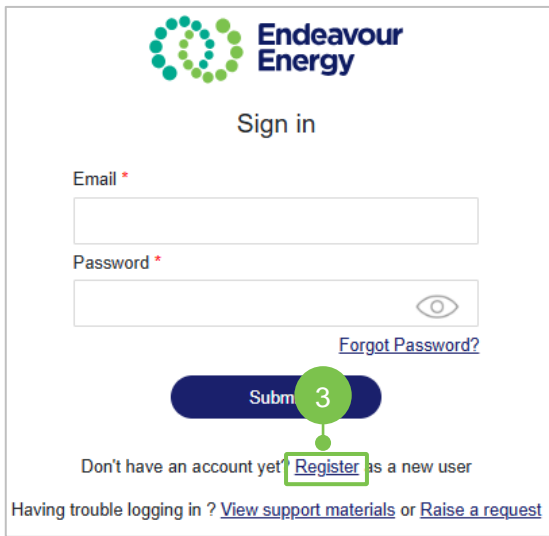 Endeavour
Energy
Sign in
Email *
Password *
Forgot Password?
Subm
3
Don't have an account yet? Register as a new user
Having trouble logging in ? View support materials or Raise a request